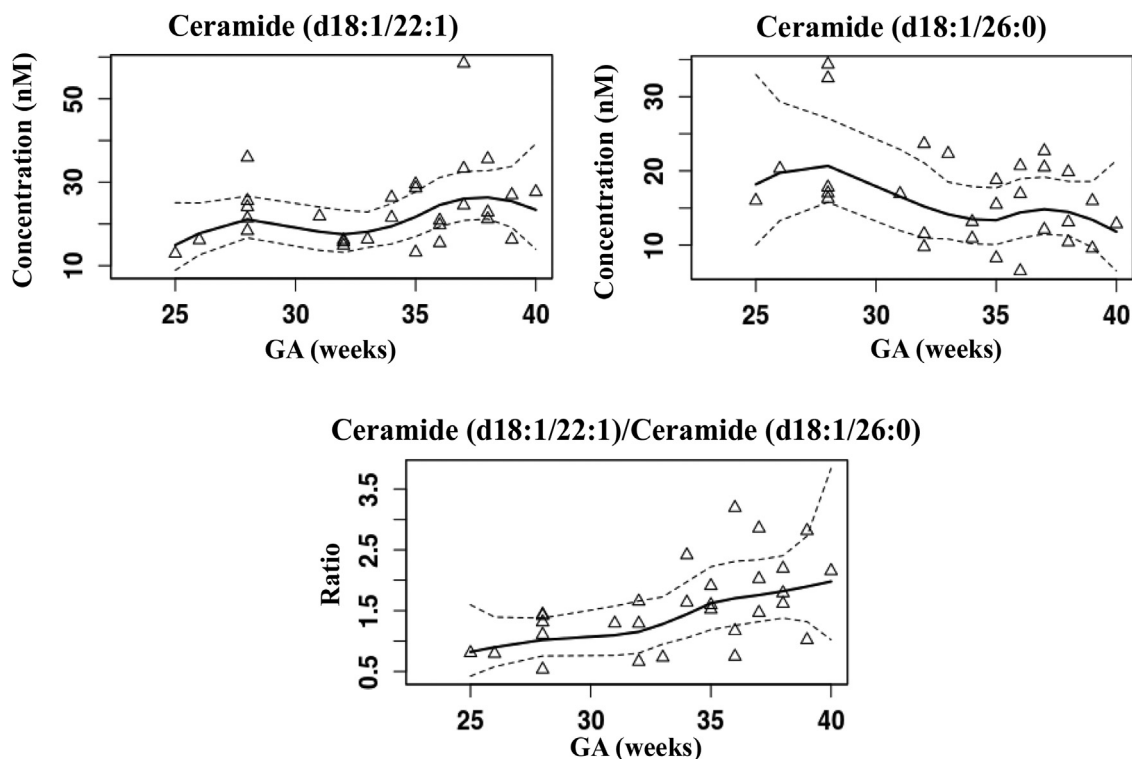 Ceramide (d18:1/22:1)
Concentration (nM)
50
30
10
25 30 35 40
GA (weeks)
Ceramide (d18:1/26:0)
Concentration (nM)
30
20
10
25 30 35 40
GA (weeks)
Ceramide (d18:1/22:1)/Ceramide (d18:1/26:0)
Ratio
3.5
2.5
1.5
0.5
25 30 35 40
GA (weeks)